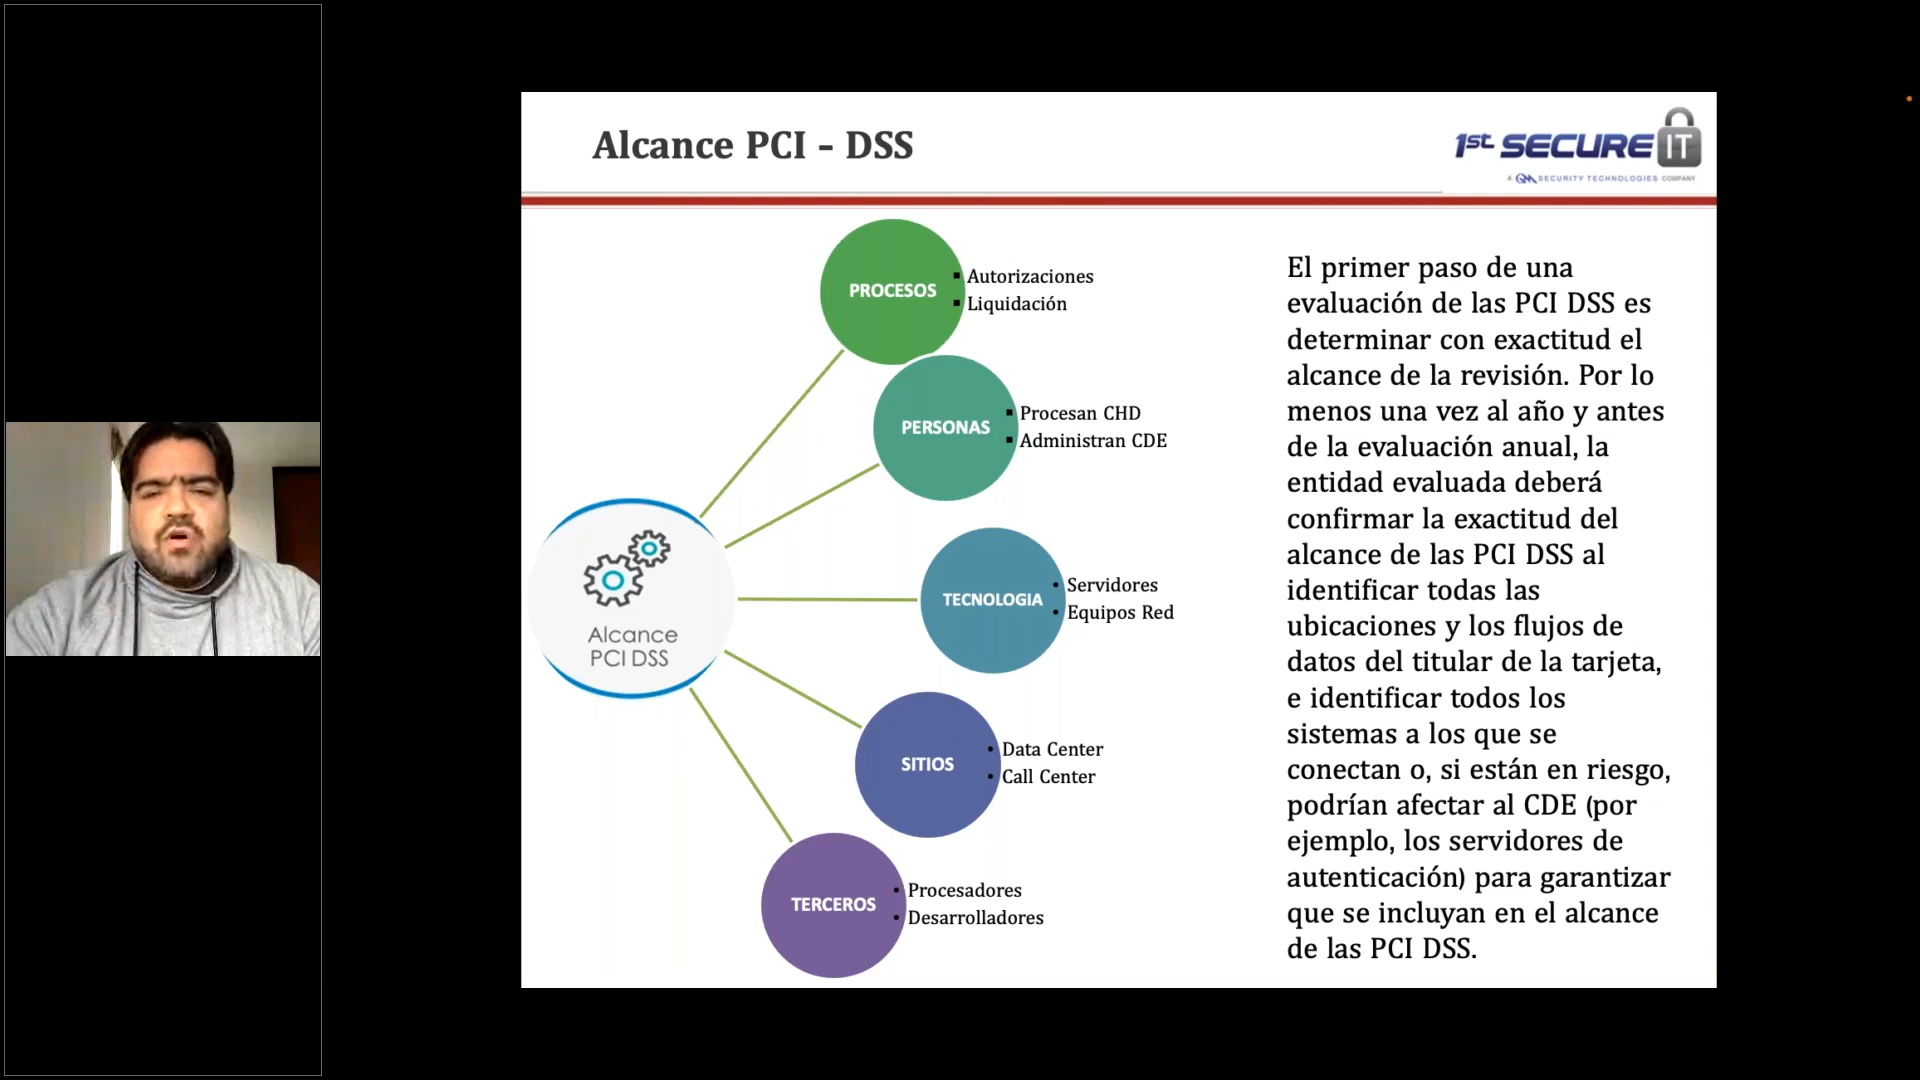 Alcance PCI – DSS
1st SECURE IT
A QM SECURITY TECHNOLOGIES COMPANY
PROCESOS
▪ Autorizaciones
▪ Liquidación
PERSONAS
▪ Procesan CHD
▪ Administran CDE
TECNOLOGIA
• Servidores
• Equipos Red
Alcance
PCI DSS
SITIOS
• Data Center
• Call Center
TERCEROS
• Procesadores
• Desarrolladores
El primer paso de una
evaluación de las PCI DSS es
determinar con exactitud el
alcance de la revisión. Por lo
menos una vez al año y antes
de la evaluación anual, la
entidad evaluada deberá
confirmar la exactitud del
alcance de las PCI DSS al
identificar todas las
ubicaciones y los flujos de
datos del titular de la tarjeta,
e identificar todos los
sistemas a los que se
conectan o, si están en riesgo,
podrían afectar al CDE (por
ejemplo, los servidores de
autenticación) para garantizar
que se incluyan en el alcance
de las PCI DSS.